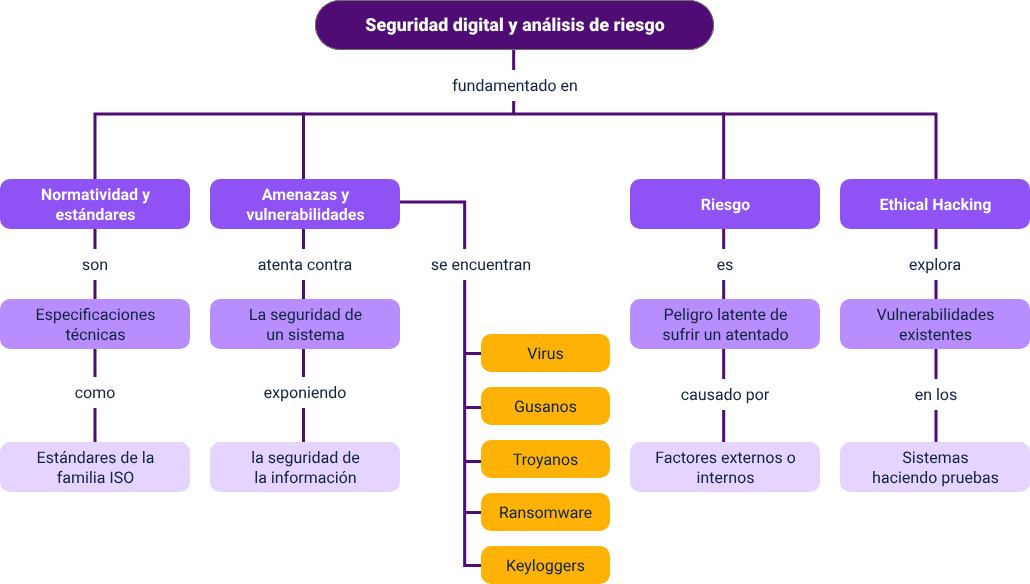 Seguridad digital y análisis de riesgo
fundamentado en
Normatividad y
estándares
son
Especificaciones
técnicas
como
Estándares de la
familia ISO
Amenazas y
vulnerabilidades
atenta contra
La seguridad de
un sistema
exponiendo
la seguridad de
la información
se encuentran
Virus
Gusanos
Troyanos
Ransomware
Keyloggers
Riesgo
es
Peligro latente de
sufrir un atentado
causado por
Factores externos o
internos
Ethical Hacking
explora
Vulnerabilidades
existentes
en los
Sistemas
haciendo pruebas